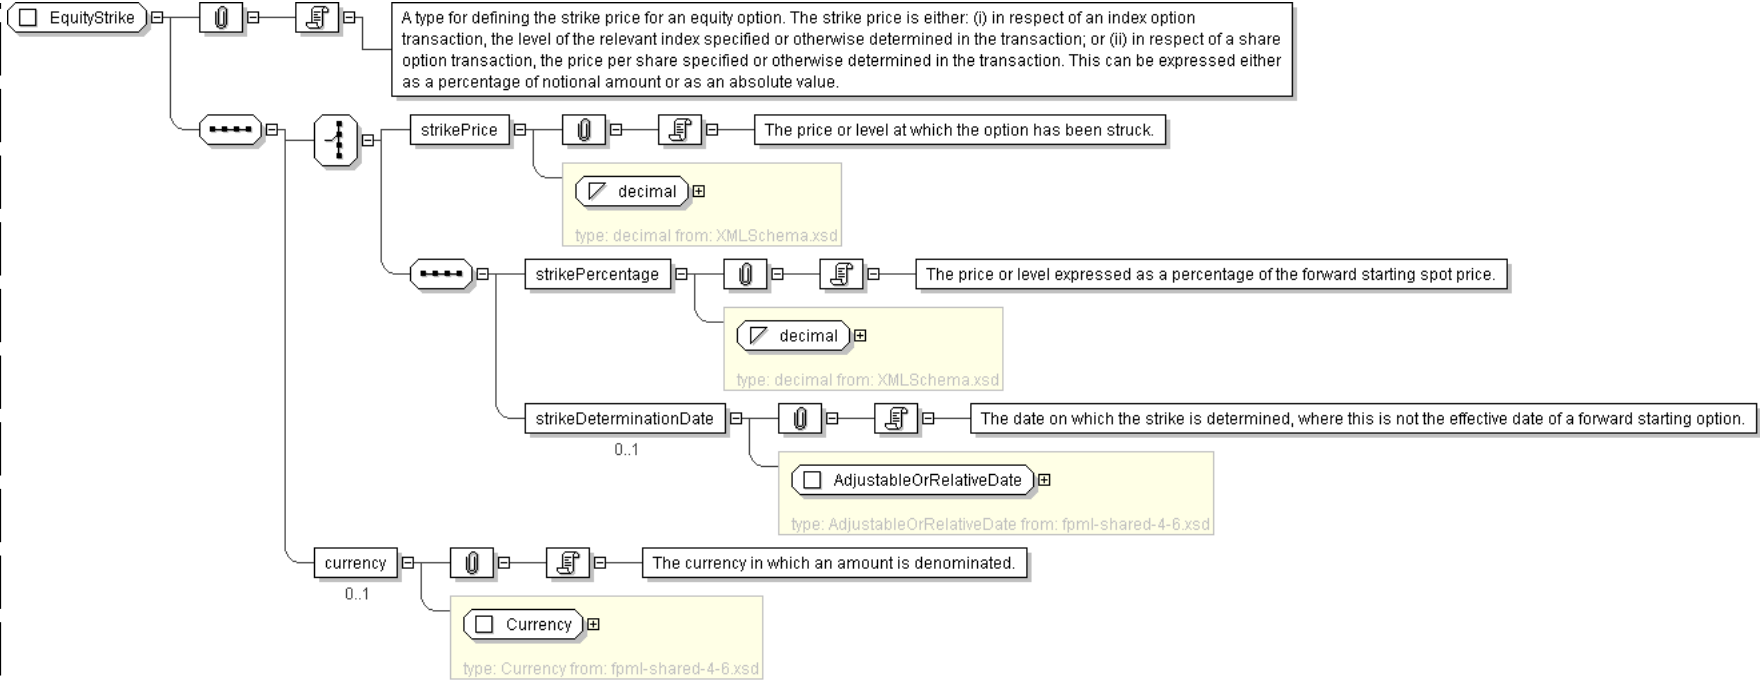 EquityStrike
A type for defining the strike price for an equity option. The strike price is either: (i) in respect of an index option
transaction, the level of the relevant index specified or otherwise determined in the transaction; or (ii) in respect of a share
option transaction, the price per share specified or otherwise determined in the transaction. This can be expressed either
as a percentage of notional amount or as an absolute value.
strikePrice
The price or level at which the option has been struck.
decimal
type: decimal from: XMLSchema.xsd
strikePercentage
The price or level expressed as a percentage of the forward starting spot price.
decimal
type: decimal from: XMLSchema.xsd
strikeDeterminationDate
The date on which the strike is determined, where this is not the effective date of a forward starting option.
0..1
AdjustableOrRelativeDate
type: AdjustableOrRelativeDate from: fpml-shared-4-6.xsd
currency
The currency in which an amount is denominated.
0..1
Currency
type: Currency from: fpml-shared-4-6.xsd